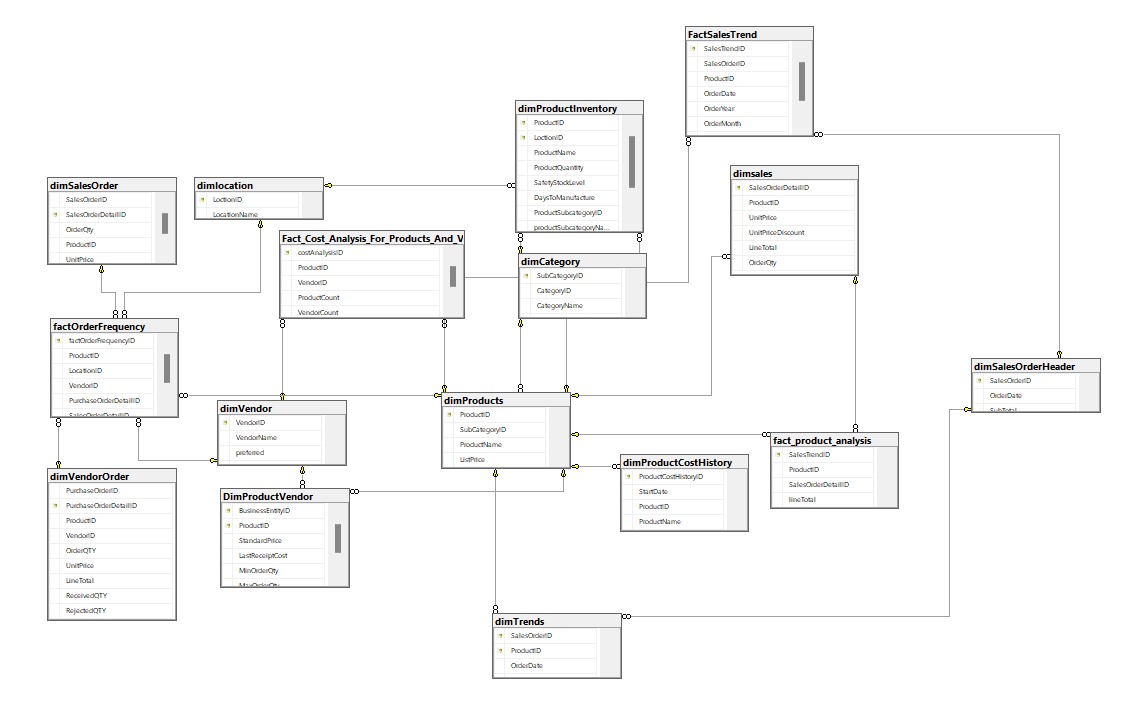 FactSalesTrend
SalesTrendID
SalesOrderID
ProductID
OrderDate
OrderYear
OrderMonth
dimProductInventory
ProductID
LoctionID
ProductName
ProductQuantity
SafetyStockLevel
DaysToManufacture
ProductSubcategoryID
productSubcategoryNa...
dimsales
SalesOrderDetailID
ProductID
UnitPrice
UnitPriceDiscount
LineTotal
OrderQty
dimSalesOrder
SalesOrderID
SalesOrderDetailID
OrderQty
ProductID
UnitPrice
dimlocation
LoctionID
LocationName
Fact_Cost_Analysis_For_Products_And_V
costAnalysisID
ProductID
VendorID
ProductCount
VendorCount
dimCategory
SubCategoryID
CategoryID
CategoryName
factOrderFrequency
factOrderFrequencyID
ProductID
LocationID
VendorID
PurchaseOrderDetailID
SalesOrderDetailID
dimSalesOrderHeader
SalesOrderID
OrderDate
SubTotal
dimVendor
VendorID
VendorName
preferred
dimProducts
ProductID
SubCategoryID
ProductName
ListPrice
fact_product_analysis
SalesTrendID
ProductID
SalesOrderDetailID
lineTotal
dimProductCostHistory
ProductCostHistoryID
StartDate
ProductID
ProductName
dimVendorOrder
PurchaseOrderID
PurchaseOrderDetailID
ProductID
VendorID
OrderQTY
UnitPrice
LineTotal
ReceivedQTY
RejectedQTY
DimProductVendor
BusinessEntityID
ProductID
StandardPrice
LastReceiptCost
MinOrderQty
MaxOrderQty
dimTrends
SalesOrderID
ProductID
OrderDate